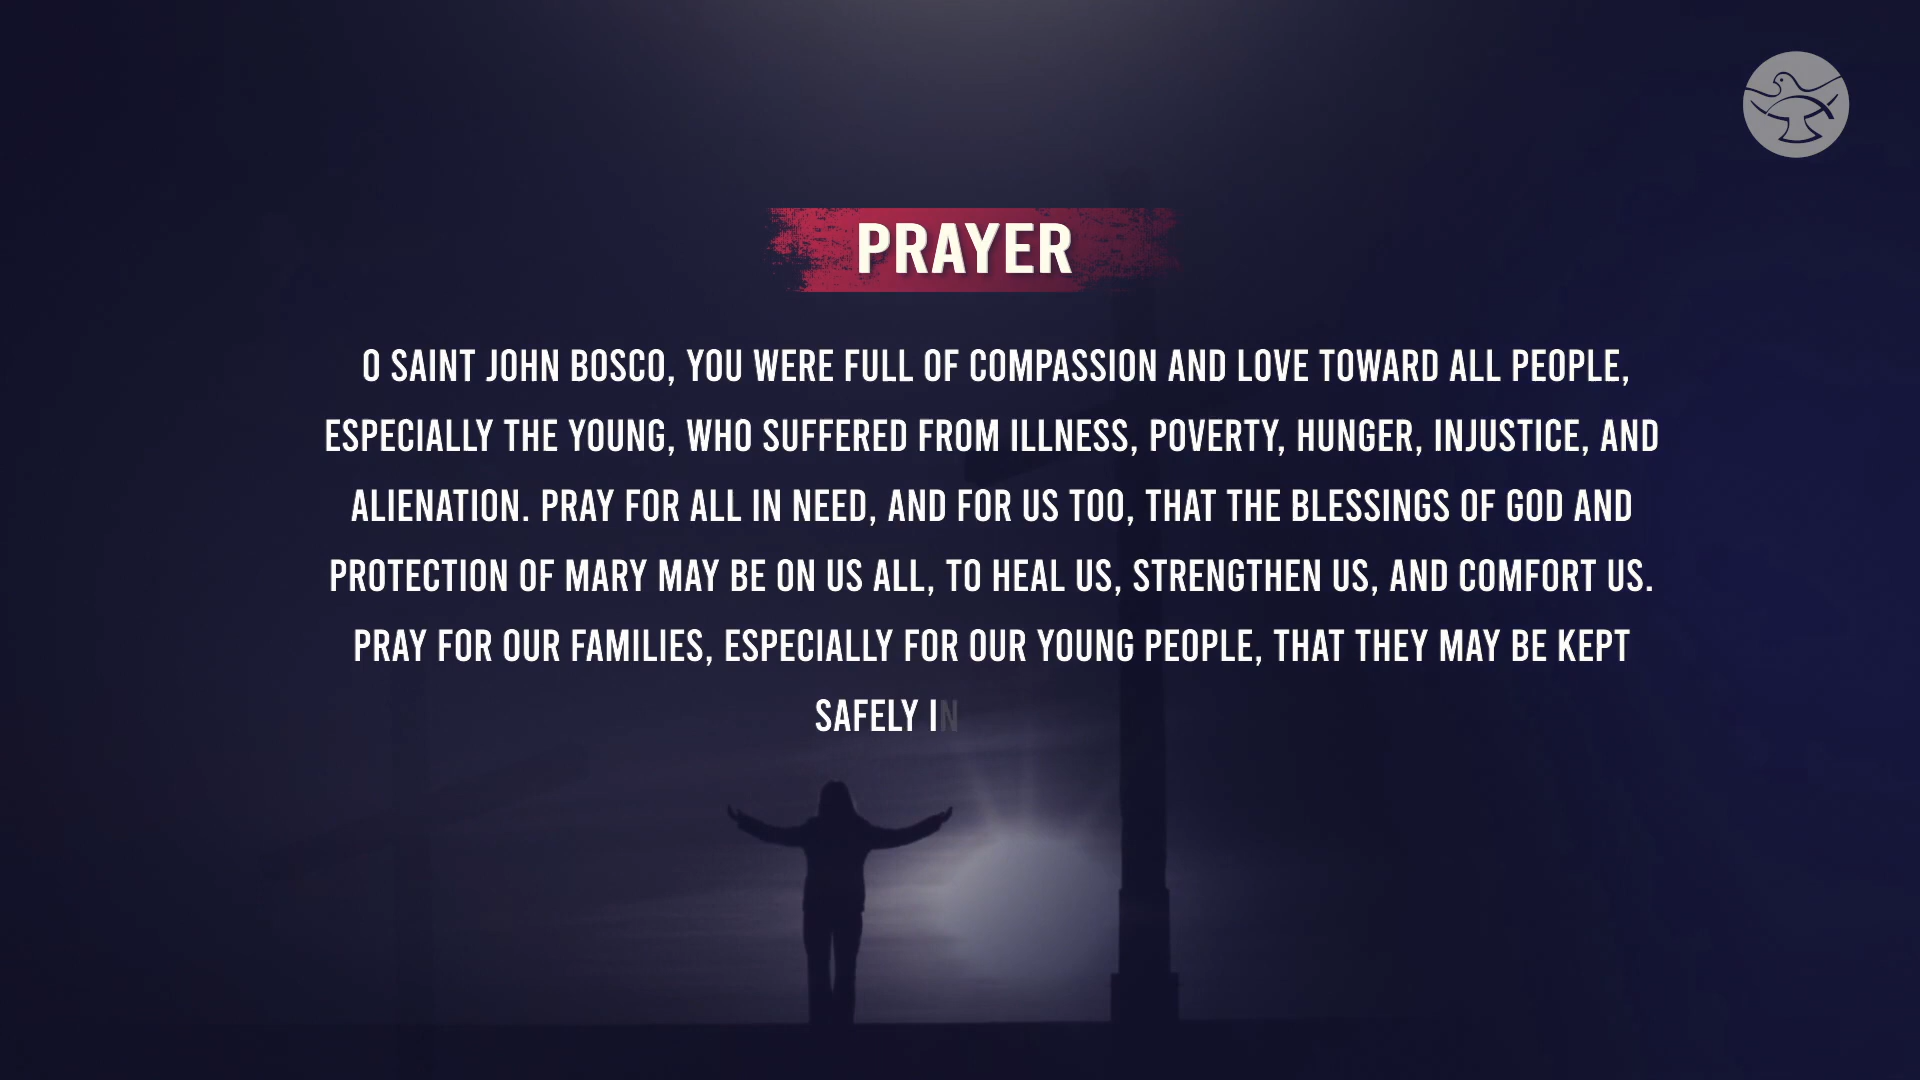 PRAYER
O SAINT JOHN BOSCO, YOU WERE FULL OF COMPASSION AND LOVE TOWARD ALL PEOPLE,
ESPECIALLY THE YOUNG, WHO SUFFERED FROM ILLNESS, POVERTY, HUNGER, INJUSTICE, AND
ALIENATION. PRAY FOR ALL IN NEED, AND FOR US TOO, THAT THE BLESSINGS OF GOD AND
PROTECTION OF MARY MAY BE ON US ALL, TO HEAL US, STRENGTHEN US, AND COMFORT US.
PRAY FOR OUR FAMILIES, ESPECIALLY FOR OUR YOUNG PEOPLE, THAT THEY MAY BE KEPT
SAFELY IN